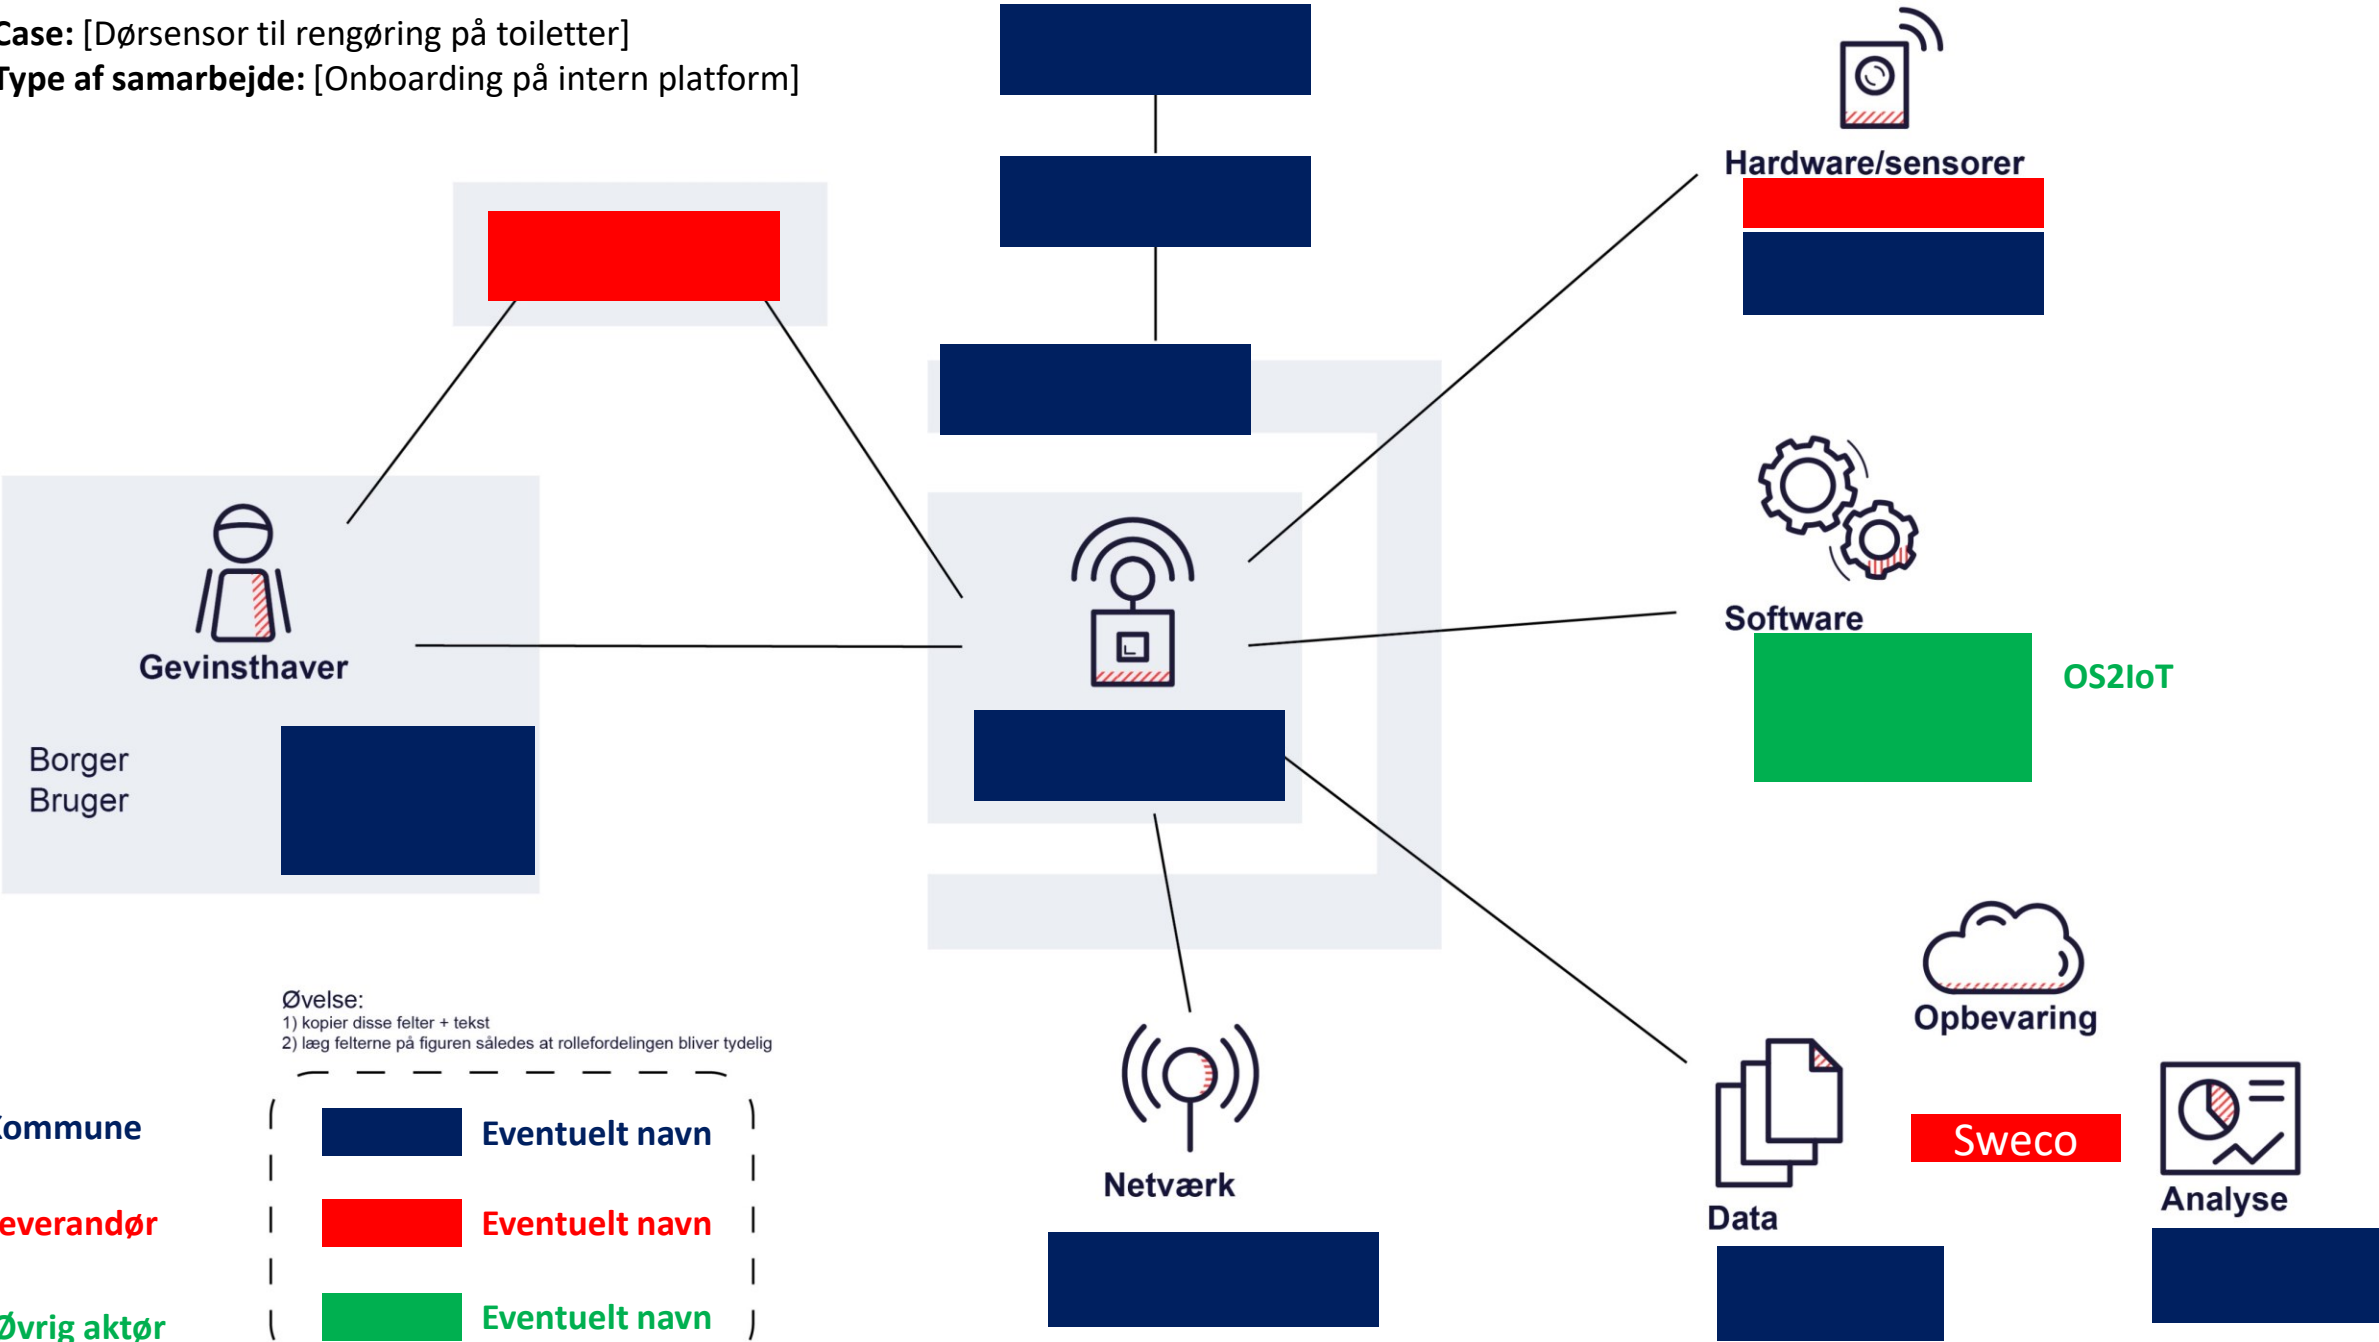 Case: [Dørsensor til rengøring på toiletter]
Type af samarbejde: [Onboarding på intern platform]
Hardware/sensorer
Software
OS2IoT
Gevinsthaver
Borger
Bruger
Opbevaring
Øvelse:
1) kopier disse felter + tekst
2) læg felterne på figuren således at rollefordelingen bliver tydelig
Kommune
Eventuelt navn
Netværk
Sweco
Data
Analyse
everandør
Eventuelt navn
Øvrig aktør
Eventuelt navn